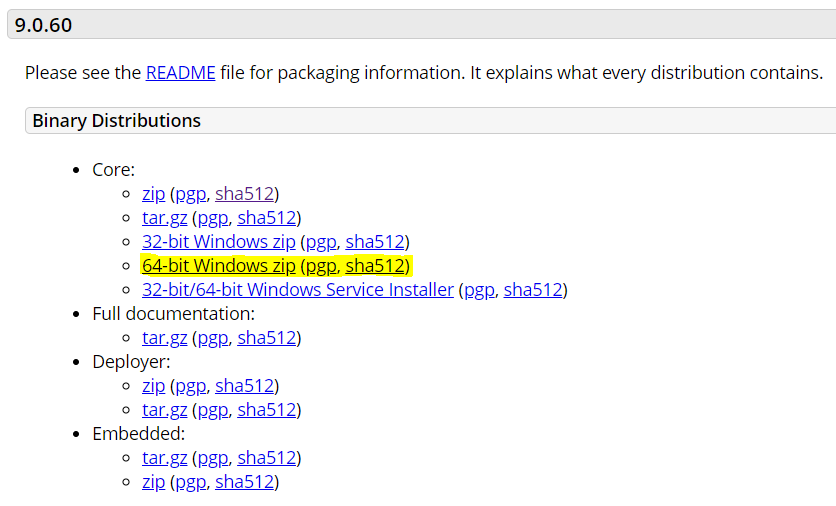 9.0.60
Please see the README file for packaging information. It explains what every distribution contains.
Binary Distributions
Core:
zip (pgp, sha512)
tar.gz (pgp, sha512)
32-bit Windows zip (pgp, sha512)
64-bit Windows zip (pgp, sha512)
32-bit/64-bit Windows Service Installer (pgp, sha512)
Full documentation:
tar.gz (pgp, sha512)
Deployer:
zip (pgp, sha512)
tar.gz (pgp, sha512)
Embedded:
tar.gz (pgp, sha512)
zip (pgp, sha512)